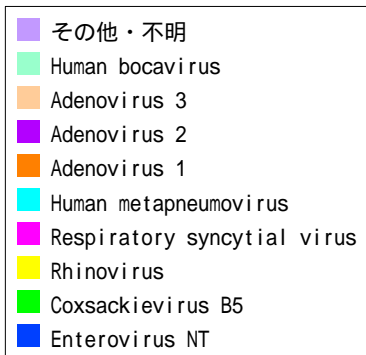 その他・不明
Human bocavirus
Adenovirus 3
Adenovirus 2
Adenovirus 1
Human metapneumovirus
Respiratory syncytial virus
Rhinovirus
Coxsackievirus B5
Enterovirus NT